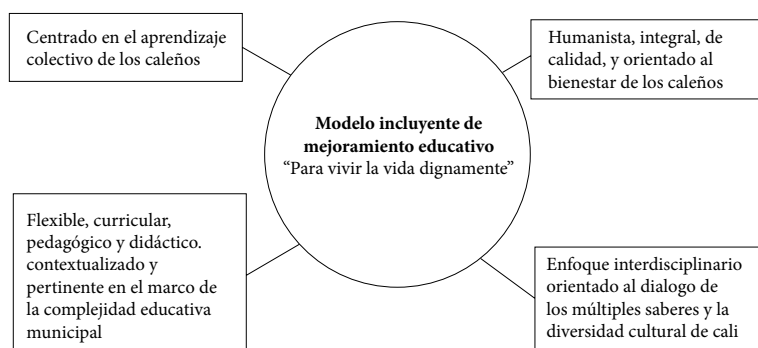 Centrado en el aprendizaje
colectivo de los caleños
Humanista, integral, de
calidad, y orientado al
bienestar de los caleños
Modelo incluyente de
mejoramiento educativo
“Para vivir la vida dignamente”
Flexible, curricular,
pedagógico y didáctico.
contextualizado y
pertinente en el marco de
la complejidad educativa
municipal
Enfoque interdisciplinario
orientado al dialogo de
los múltiples saberes y la
diversidad cultural de cali